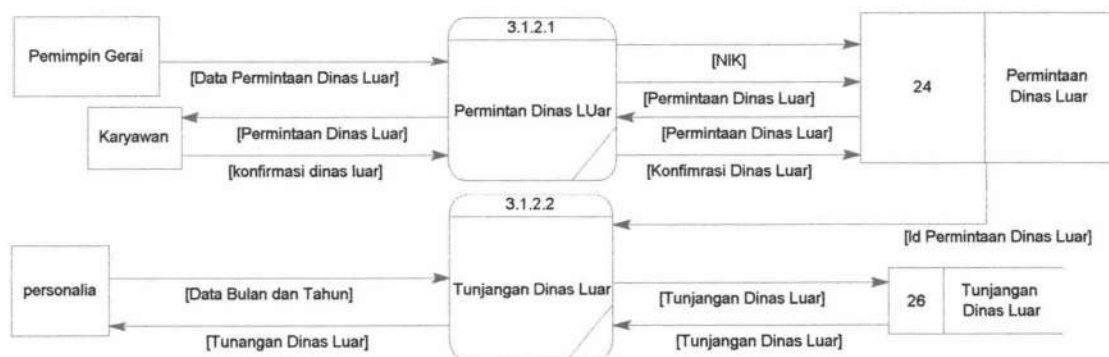 3.1.2.1
Pemimpin Gerai
[Data Permintaan Dinas Luar]
[NIK]
24
Permintaan
Dinas Luar
Permintan Dinas LUar
[Permintaan Dinas Luar]
Karyawan
[Permintaan Dinas Luar]
[Permintaan Dinas Luar]
[konfirmasi dinas luar]
[Konfimrasi Dinas Luar]
3.1.2.2
[Id Permintaan Dinas Luar]
personalia
[Data Bulan dan Tahun]
Tunjangan Dinas Luar
[Tunjangan Dinas Luar]
26
Tunjangan
Dinas Luar
[Tunangan Dinas Luar]
[Tunjangan Dinas Luar]